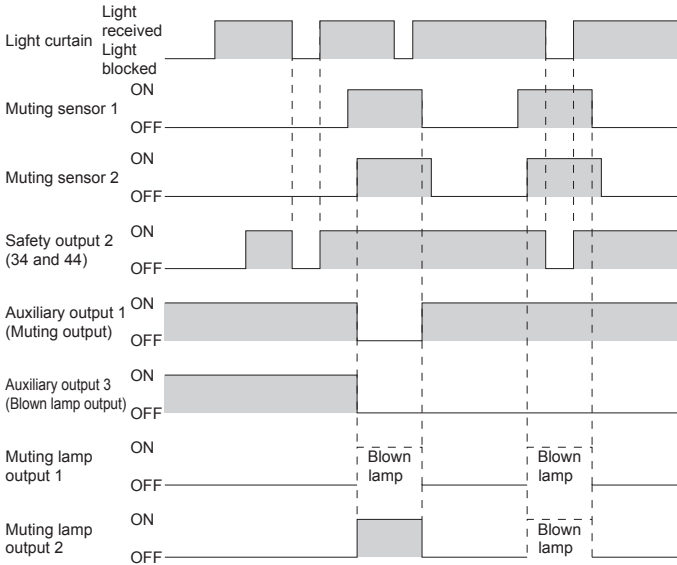 Light curtain
Light
received
Light
blocked
Muting sensor 1
ON
OFF
Muting sensor 2
ON
OFF
Safety output 2
(34 and 44)
ON
OFF
Auxiliary output 1
(Muting output)
ON
OFF
Auxiliary output 3
(Blown lamp output)
ON
OFF
Muting lamp
output 1
ON
OFF
Blown
lamp
Blown
lamp
Muting lamp
output 2
ON
OFF
Blown
lamp